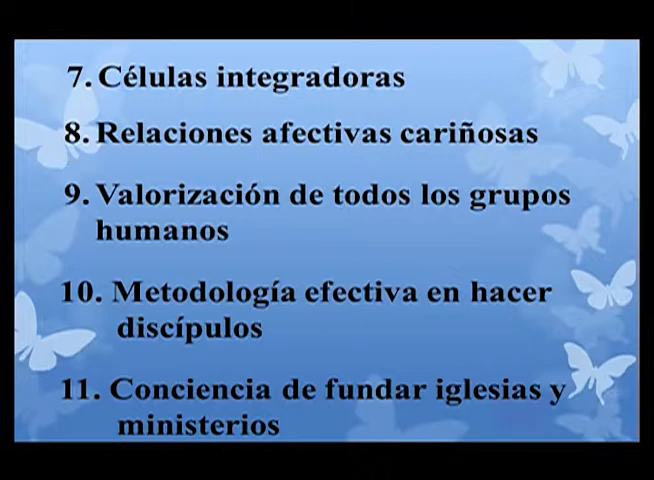 7. Células integradoras
8. Relaciones afectivas cariñosas
9. Valorización de todos los grupos
humanos
10. Metodología efectiva en hacer
discípulos
11. Conciencia de fundar iglesias y
ministerios